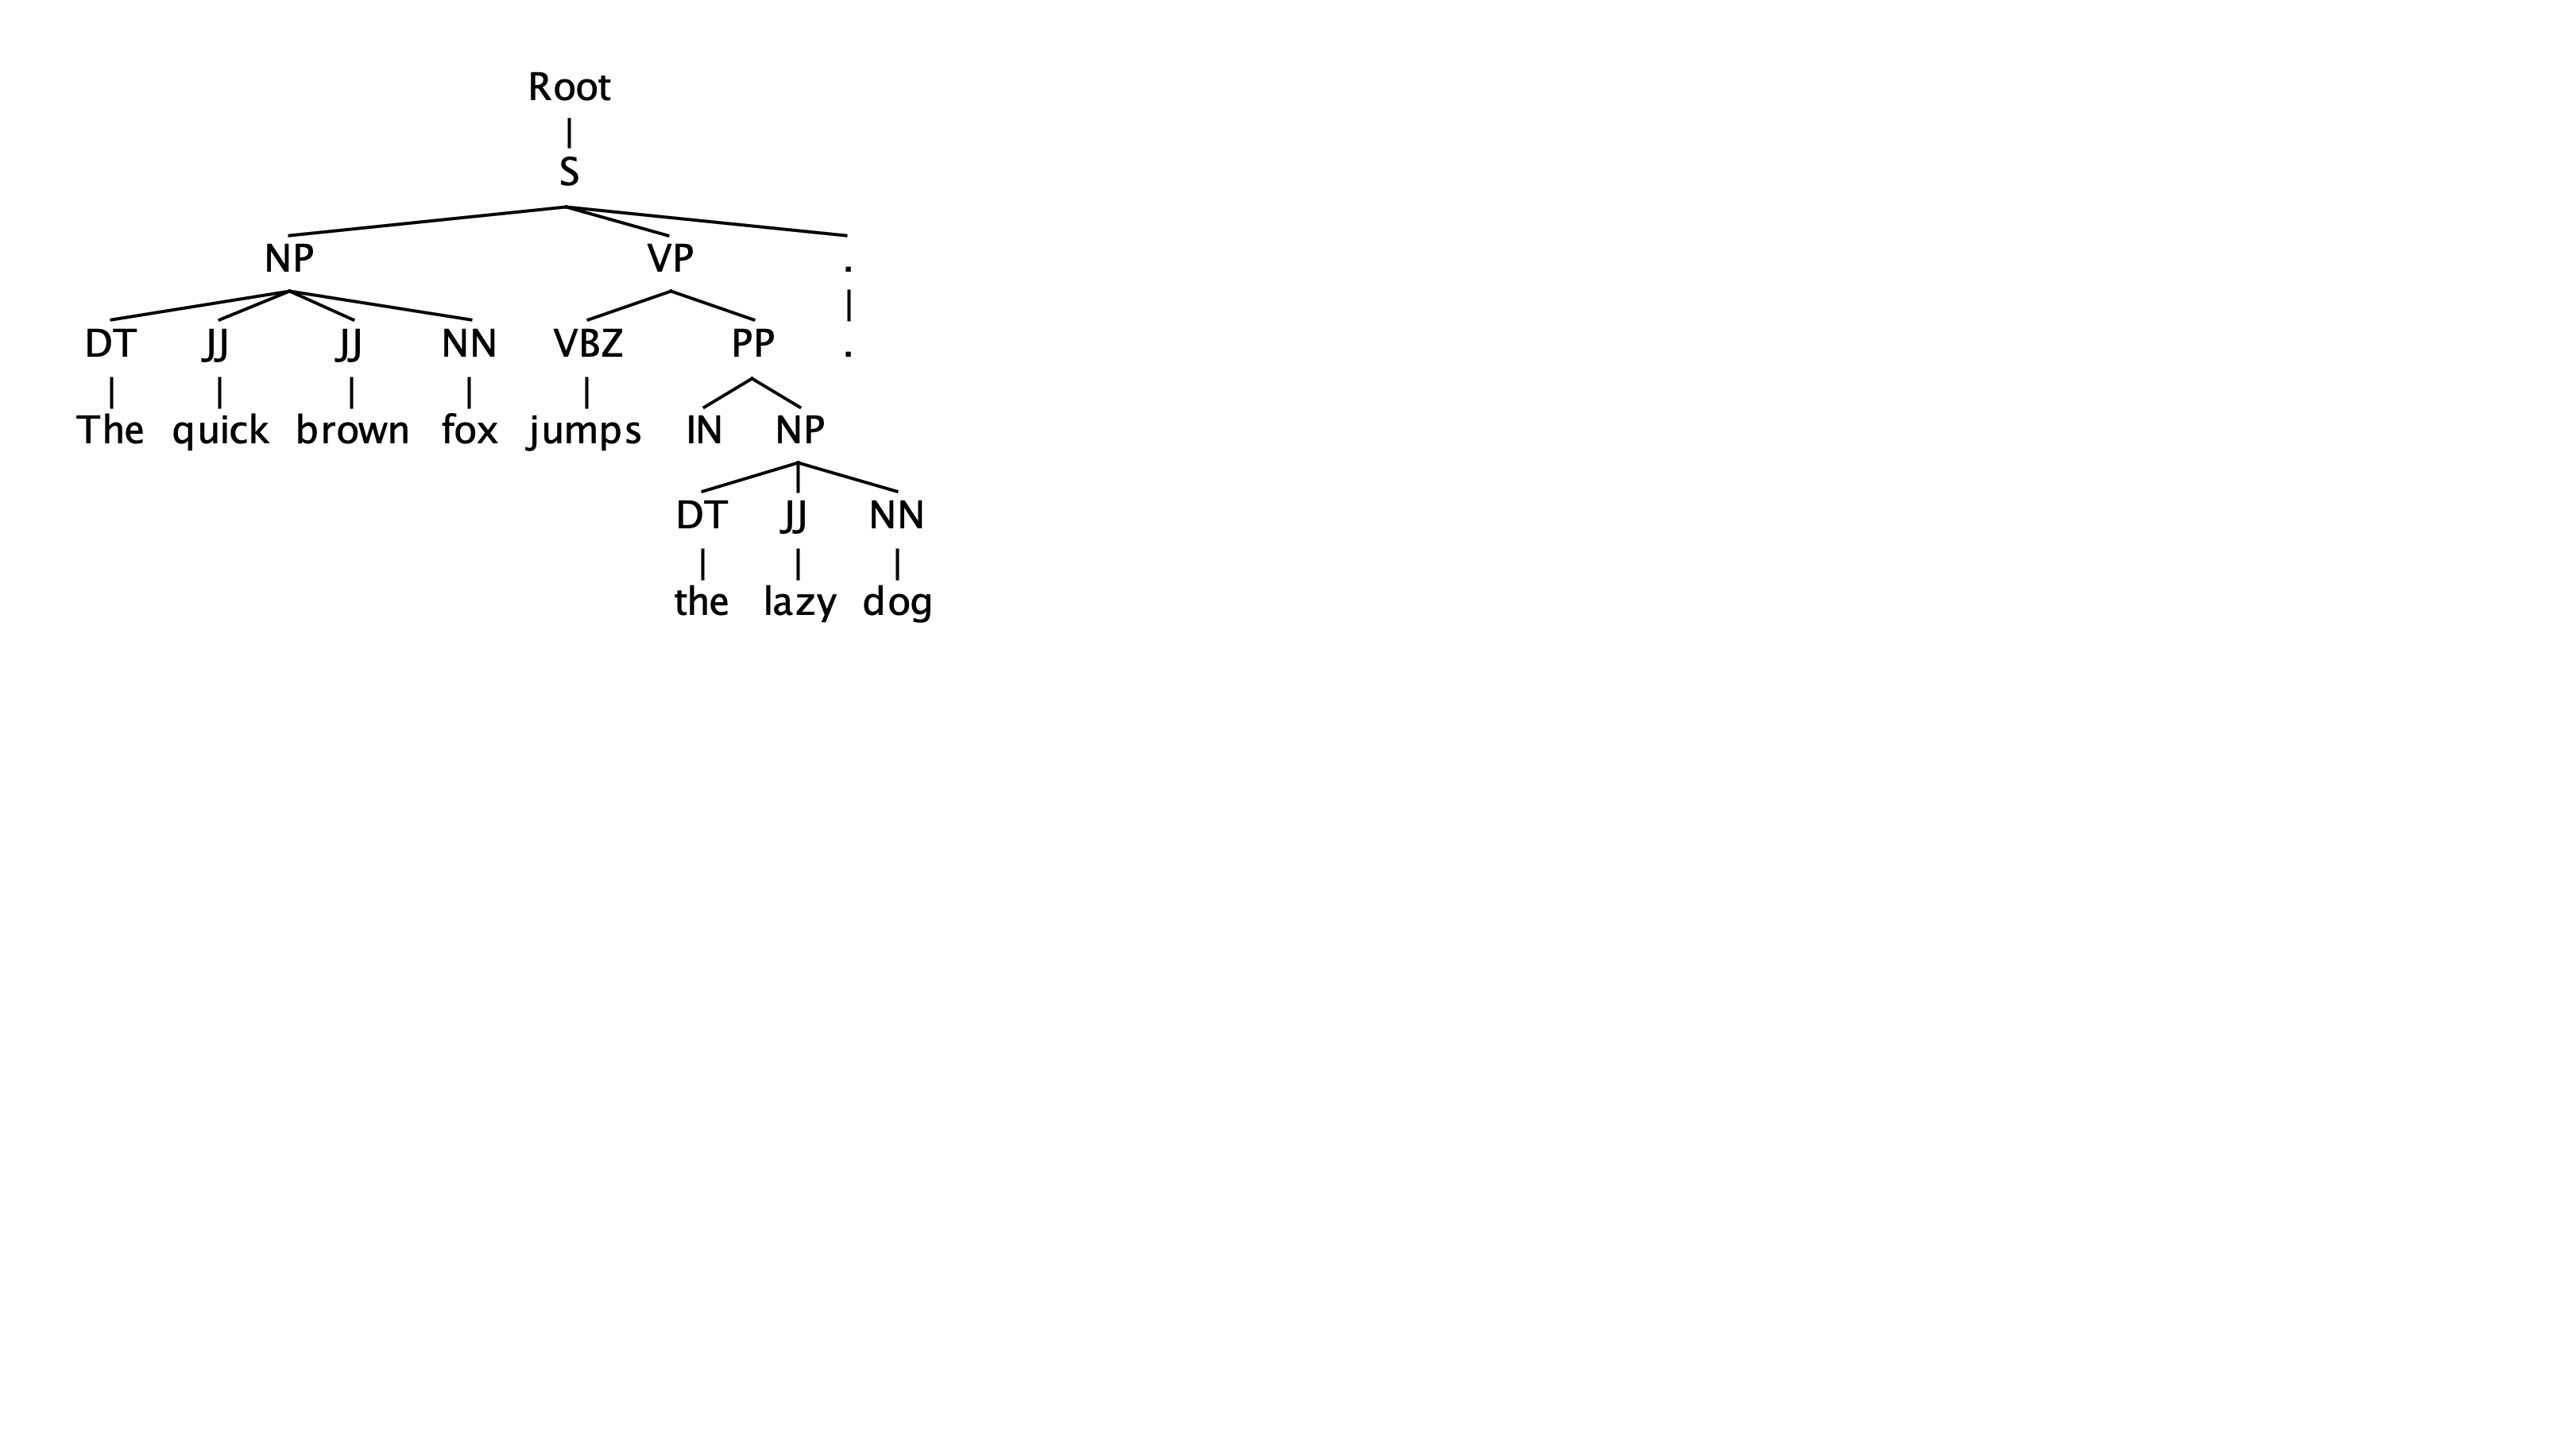 Root
S
NP VP .
DT JJ JJ NN VBZ PP .
The quick brown fox jumps IN NP
DT JJ NN
the lazy dog